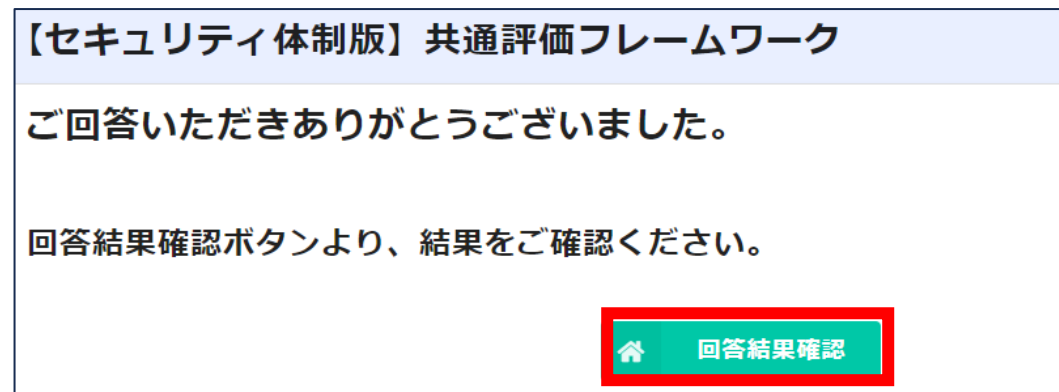 【セキュリティ体制版】共通評価フレームワーク
ご回答いただきありがとうございました。
回答結果確認ボタンより、結果をご確認ください。
回答結果確認